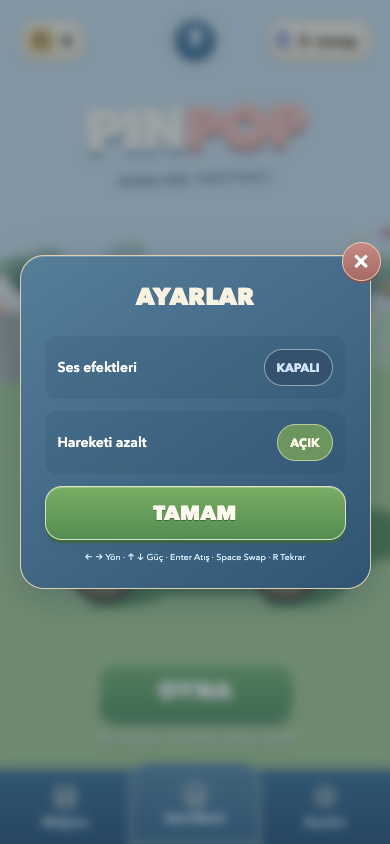 PINPOP
AYARLAR
Ses efektleri
KAPALI
Hareketi azalt
AÇIK
TAMAM
← → Yön · ↑ ↓ Güç · Enter Atış · Space Swap · R Tekrar
OYNA